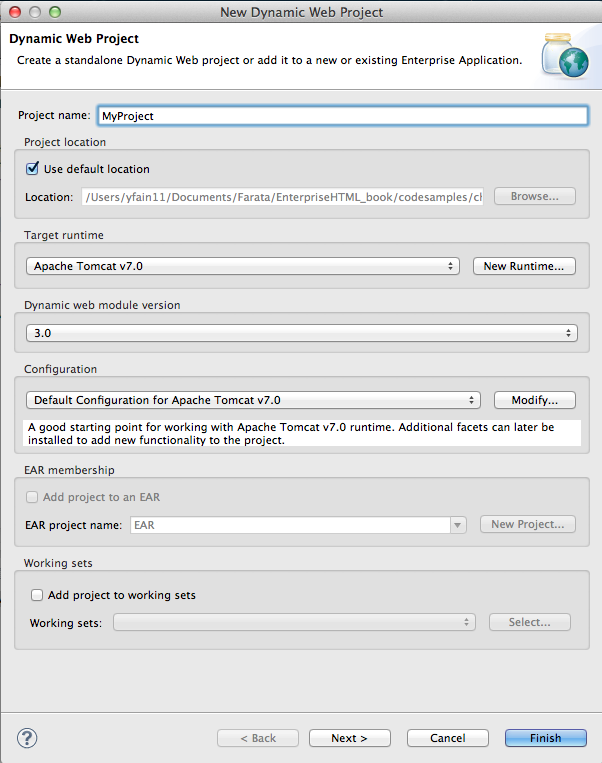 New Dynamic Web Project
Dynamic Web Project
Create a standalone Dynamic Web project or add it to a new or existing Enterprise Application.
Project name: MyProject
Project location
Use default location
Location: /Users/yfain11/Documents/Farata/EnterpriseHTML_book/codesamples/ch Browse...
Target runtime
Apache Tomcat v7.0 New Runtime...
Dynamic web module version
3.0
Configuration
Default Configuration for Apache Tomcat v7.0 Modify...
A good starting point for working with Apache Tomcat v7.0 runtime. Additional facets can later be
installed to add new functionality to the project.
EAR membership
Add project to an EAR
EAR project name: EAR New Project...
Working sets
Add project to working sets
Working sets: Select...
? < Back Next > Cancel Finish